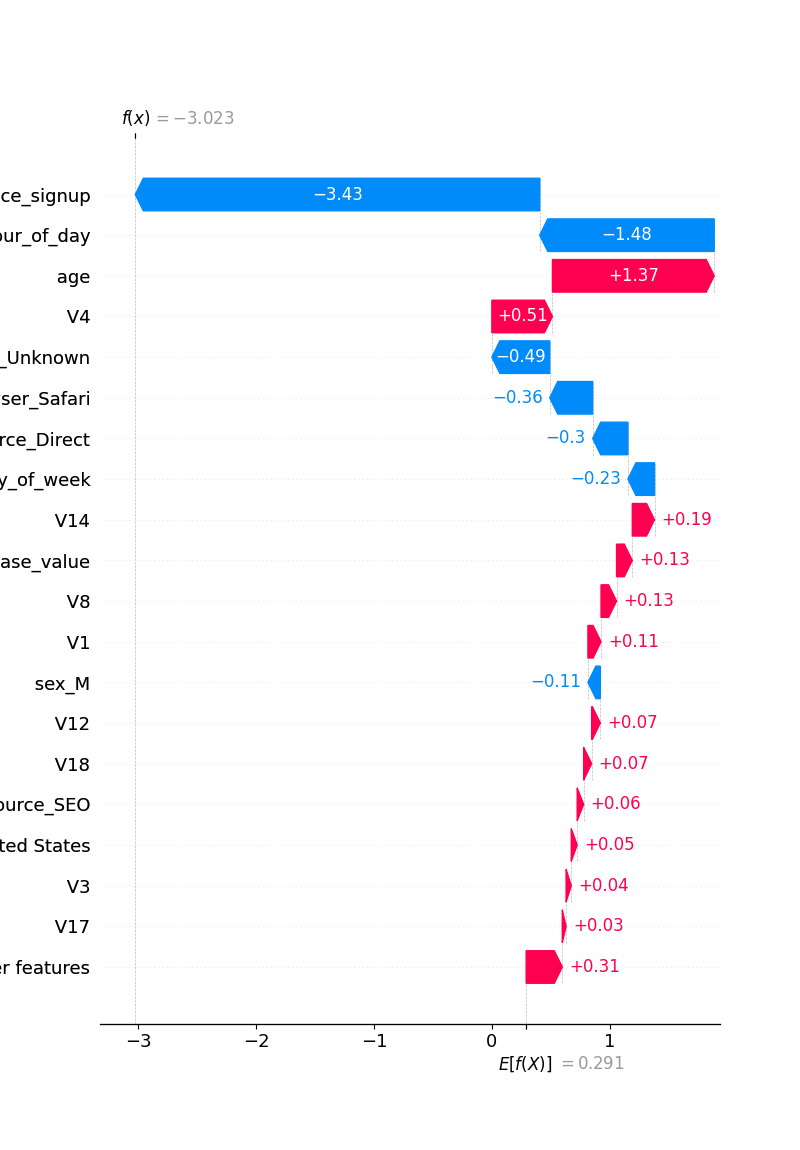 f(x) = −3.023
ce_signup −3.43
our_of_day −1.48
age +1.37
V4 +0.51
_Unknown −0.49
ser_Safari −0.36
rce_Direct −0.3
y_of_week −0.23
V14 +0.19
ase_value +0.13
V8 +0.13
V1 +0.11
sex_M −0.11
V12 +0.07
V18 +0.07
ource_SEO +0.06
ted States +0.05
V3 +0.04
V17 +0.03
er features +0.31
−3 −2 −1 0 1
E[f(X)] = 0.291